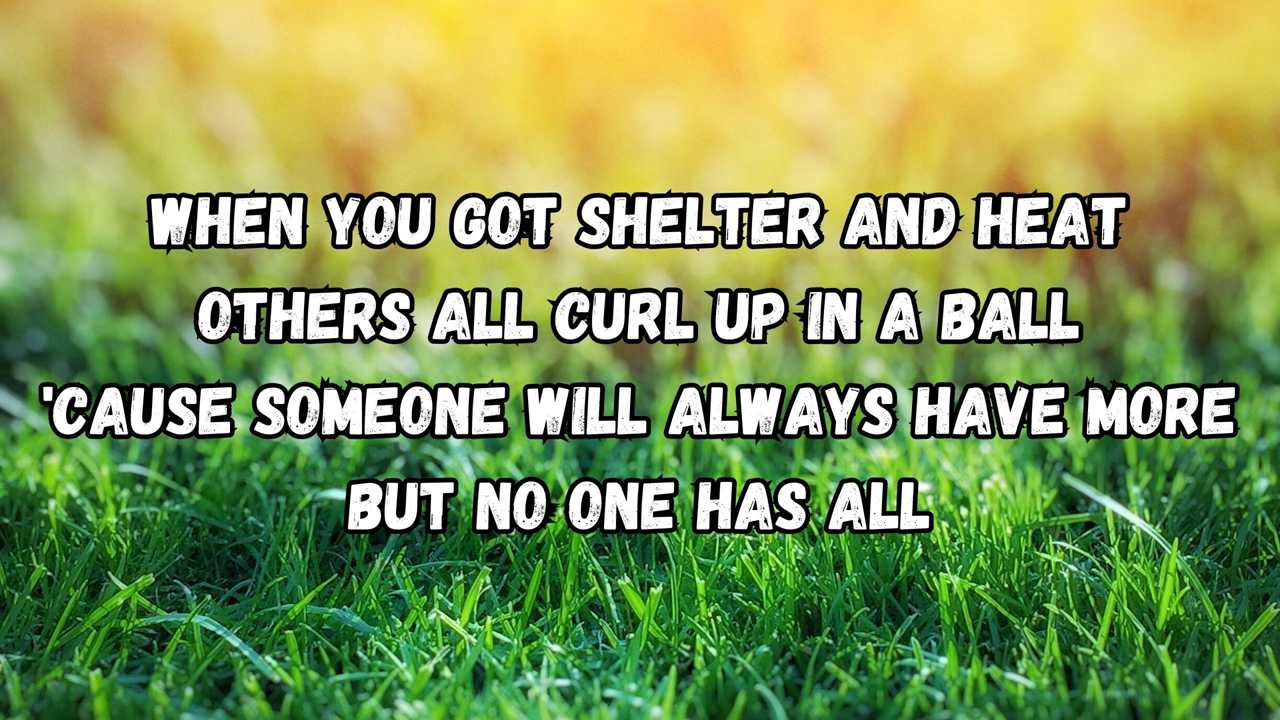 WHEN YOU GOT SHELTER AND HEAT
OTHERS ALL CURL UP IN A BALL
'CAUSE SOMEONE WILL ALWAYS HAVE MORE
BUT NO ONE HAS ALL